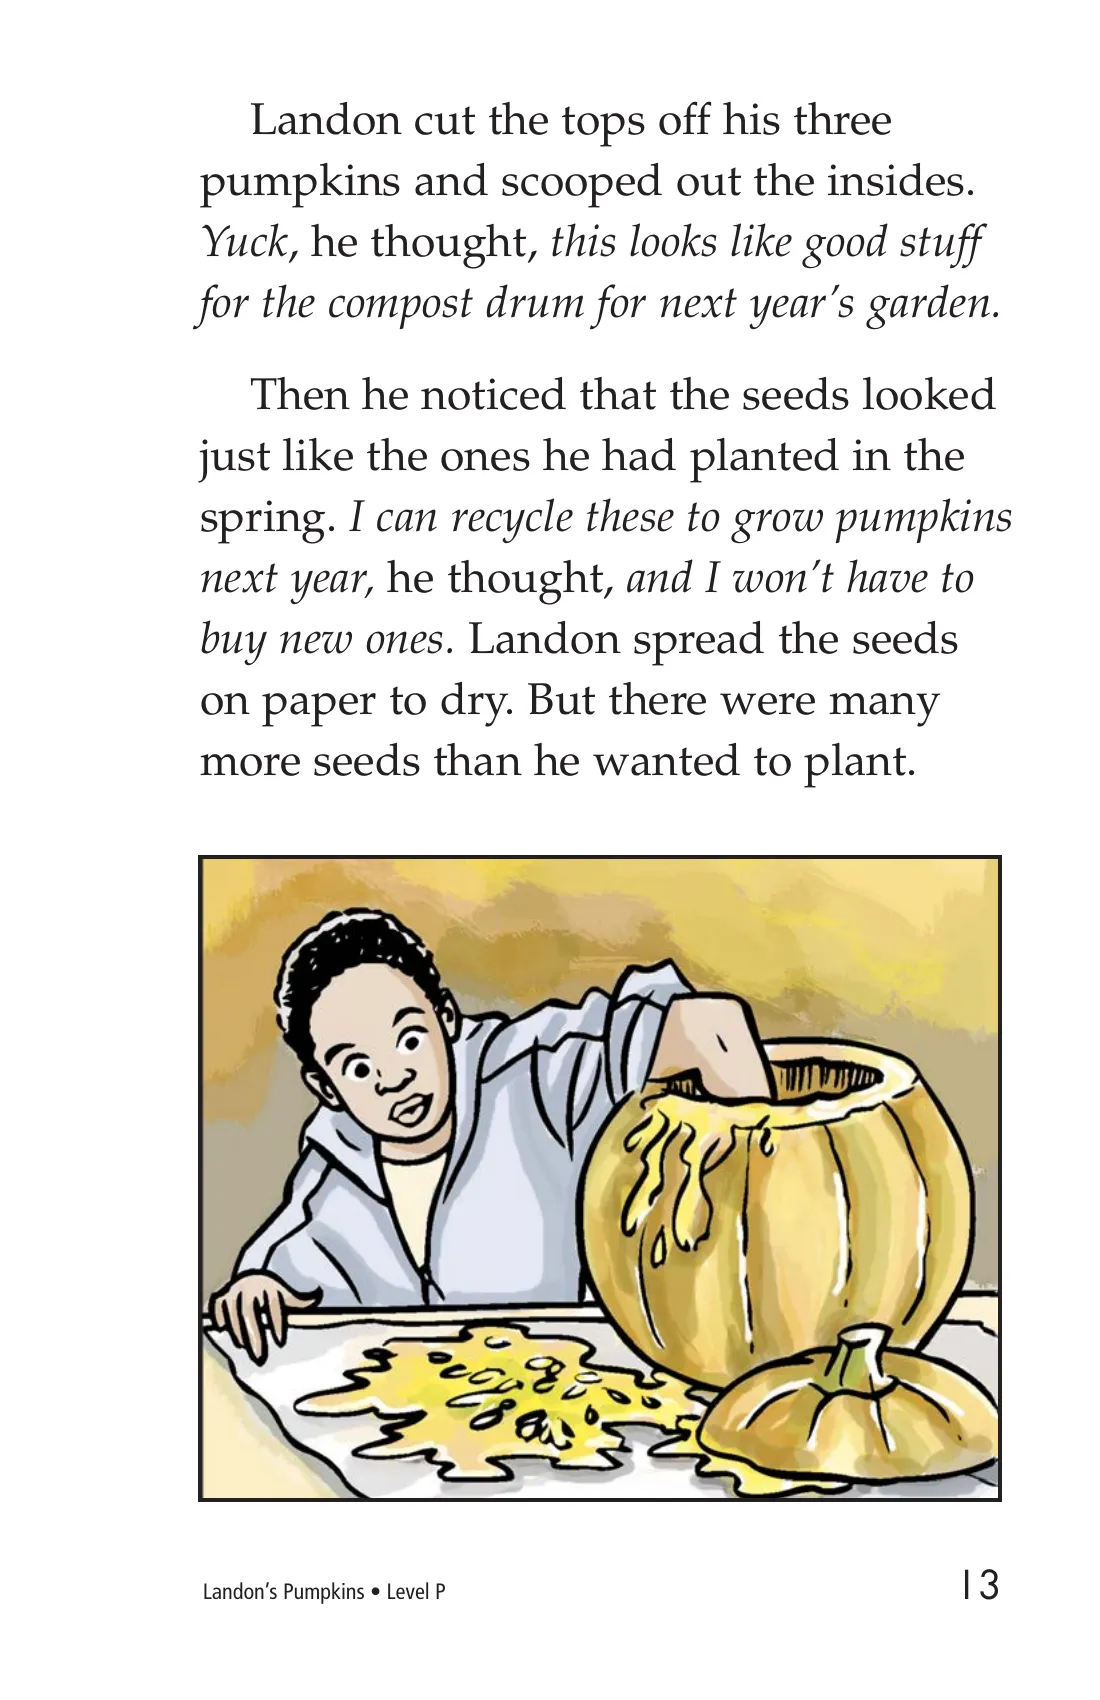 Landon cut the tops off his three
pumpkins and scooped out the insides.
Yuck, he thought, this looks like good stuff
for the compost drum for next year’s garden.
Then he noticed that the seeds looked
just like the ones he had planted in the
spring. I can recycle these to grow pumpkins
next year, he thought, and I won’t have to
buy new ones. Landon spread the seeds
on paper to dry. But there were many
more seeds than he wanted to plant.
Landon’s Pumpkins • Level P
13